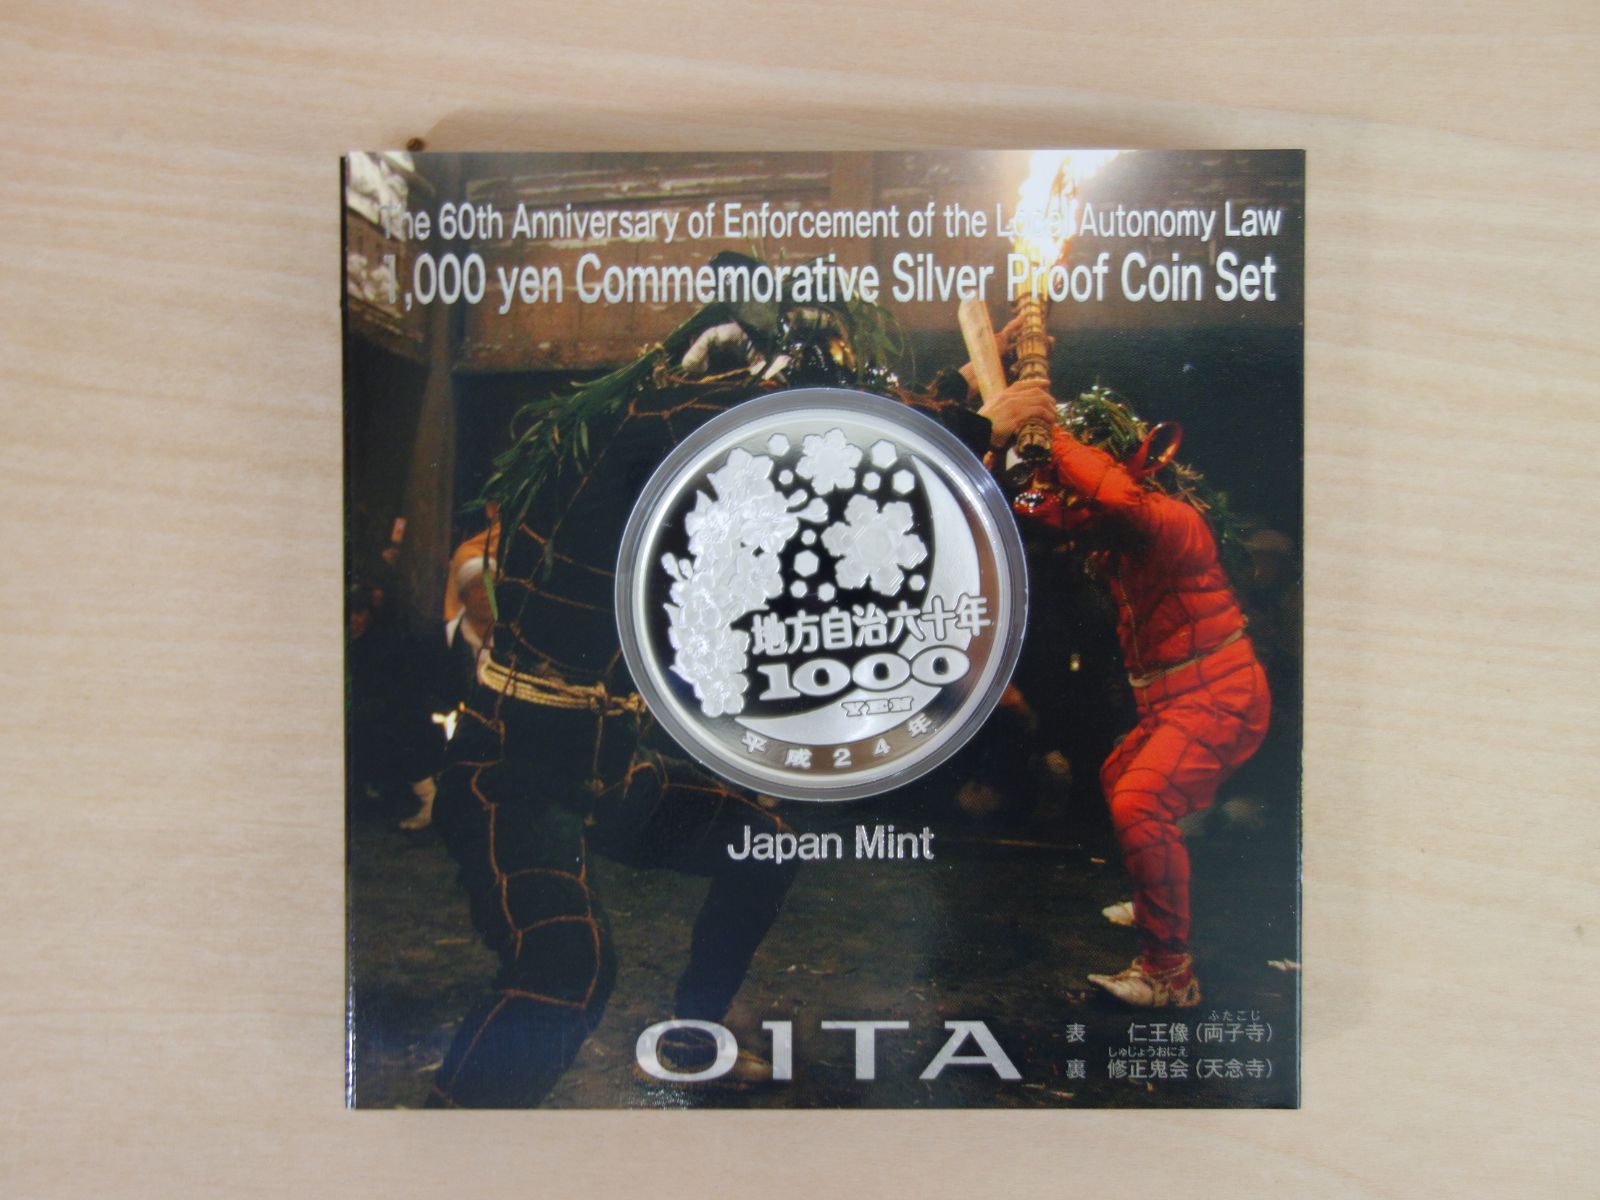 The 60th Anniversary of Enforcement of the Local Autonomy Law
1,000 yen Commemorative Silver Proof Coin Set
地方自治六十年
1000
YEN
平成24年
Japan Mint
OITA
ふたごじ
表 仁王像(両子寺)
しゅじょうおにえ
裏 修正鬼会(天念寺)